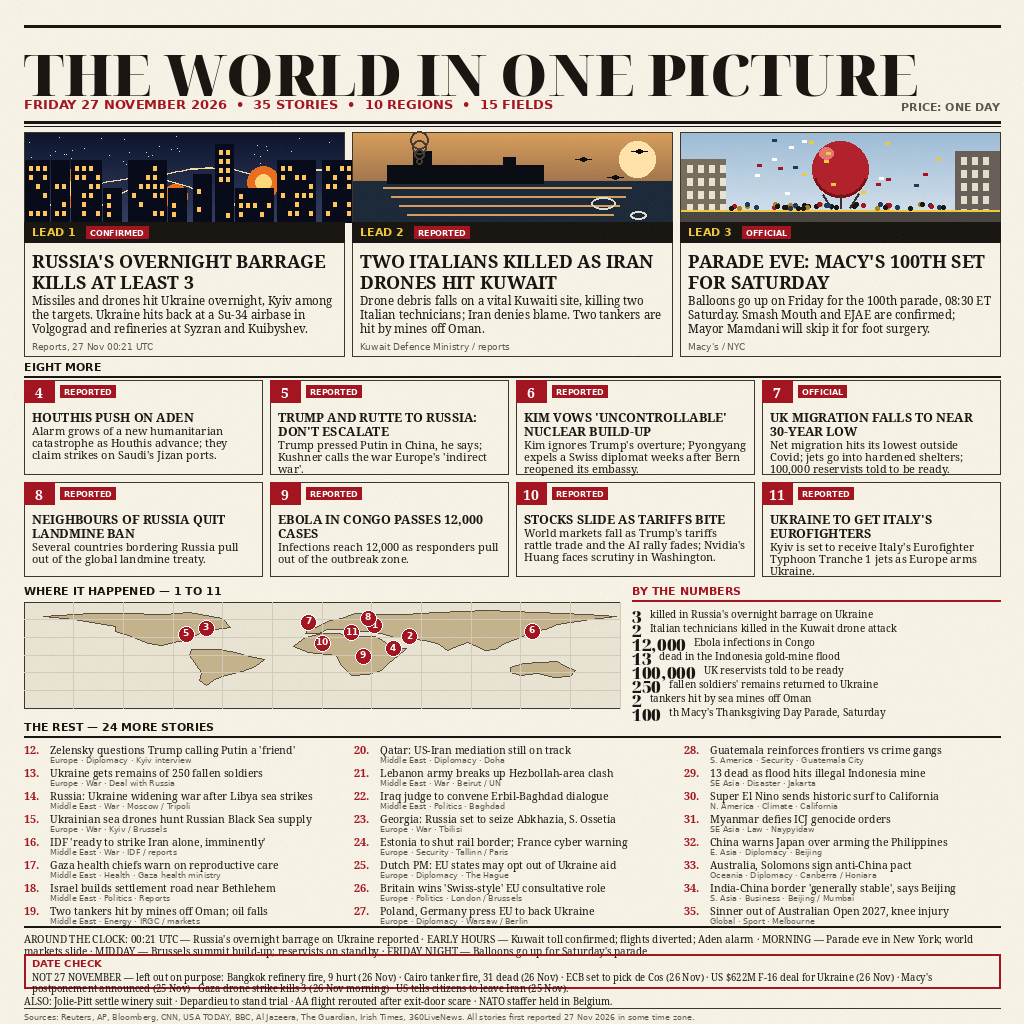 THE WORLD IN ONE PICTURE
FRIDAY 27 NOVEMBER 2026 • 35 STORIES • 10 REGIONS • 15 FIELDS
PRICE: ONE DAY
LEAD 1 CONFIRMED
RUSSIA'S OVERNIGHT BARRAGE
KILLS AT LEAST 3
Missiles and drones hit Ukraine overnight, Kyiv among
the targets. Ukraine hits back at a Su-34 airbase in
Volgograd and refineries at Syzran and Kuibyshev.
Reports, 27 Nov 00:21 UTC
LEAD 2 REPORTED
TWO ITALIANS KILLED AS IRAN
DRONES HIT KUWAIT
Drone debris falls on a vital Kuwaiti site, killing two
Italian technicians; Iran denies blame. Two tankers are
hit by mines off Oman.
Kuwait Defence Ministry / reports
LEAD 3 OFFICIAL
PARADE EVE: MACY'S 100TH SET
FOR SATURDAY
Balloons go up on Friday for the 100th parade, 08:30 ET
Saturday. Smash Mouth and EJAE are confirmed;
Mayor Mamdani will skip it for foot surgery.
Macy's / NYC
EIGHT MORE
4 REPORTED
HOUTHIS PUSH ON ADEN
Alarm grows of a new humanitarian
catastrophe as Houthis advance; they
claim strikes on Saudi's Jizan ports.
5 REPORTED
TRUMP AND RUTTE TO RUSSIA:
DON'T ESCALATE
Trump pressed Putin in China, he says;
Kushner calls the war Europe's 'indirect
war'.
6 REPORTED
KIM VOWS 'UNCONTROLLABLE'
NUCLEAR BUILD-UP
Kim ignores Trump's overture; Pyongyang
expels a Swiss diplomat weeks after Bern
reopened its embassy.
7 OFFICIAL
UK MIGRATION FALLS TO NEAR
30-YEAR LOW
Net migration hits its lowest outside
Covid; jets go into hardened shelters;
100,000 reservists told to be ready.
8 REPORTED
NEIGHBOURS OF RUSSIA QUIT
LANDMINE BAN
Several countries bordering Russia pull
out of the global landmine treaty.
9 REPORTED
EBOLA IN CONGO PASSES 12,000
CASES
Infections reach 12,000 as responders pull
out of the outbreak zone.
10 REPORTED
STOCKS SLIDE AS TARIFFS BITE
World markets fall as Trump's tariffs
rattle trade and the AI rally fades; Nvidia's
Huang faces scrutiny in Washington.
11 REPORTED
UKRAINE TO GET ITALY'S
EUROFIGHTERS
Kyiv is set to receive Italy's Eurofighter
Typhoon Tranche 1 jets as Europe arms
Ukraine.
WHERE IT HAPPENED — 1 TO 11
5
3
7
10
11
8
1
9
4
2
6
BY THE NUMBERS
3 killed in Russia's overnight barrage on Ukraine
2 Italian technicians killed in the Kuwait drone attack
12,000 Ebola infections in Congo
13 dead in the Indonesia gold-mine flood
100,000 UK reservists told to be ready
250 fallen soldiers' remains returned to Ukraine
2 tankers hit by sea mines off Oman
100 th Macy's Thanksgiving Day Parade, Saturday
THE REST — 24 MORE STORIES
12. Zelensky questions Trump calling Putin a 'friend'
Europe · Diplomacy · Kyiv interview
13. Ukraine gets remains of 250 fallen soldiers
Europe · War · Deal with Russia
14. Russia: Ukraine widening war after Libya sea strikes
Middle East · War · Moscow / Tripoli
15. Ukrainian sea drones hunt Russian Black Sea supply
Europe · War · Kyiv / Brussels
16. IDF 'ready to strike Iran alone, imminently'
Middle East · War · IDF / reports
17. Gaza health chiefs warn on reproductive care
Middle East · Health · Gaza health ministry
18. Israel builds settlement road near Bethlehem
Middle East · Politics · Reports
19. Two tankers hit by mines off Oman; oil falls
Middle East · Energy · IRGC / markets
20. Qatar: US-Iran mediation still on track
Middle East · Diplomacy · Doha
21. Lebanon army breaks up Hezbollah-area clash
Middle East · War · Beirut / UN
22. Iraq judge to convene Erbil-Baghdad dialogue
Middle East · Politics · Baghdad
23. Georgia: Russia set to seize Abkhazia, S. Ossetia
Europe · War · Tbilisi
24. Estonia to shut rail border; France cyber warning
Europe · Security · Tallinn / Paris
25. Dutch PM: EU states may opt out of Ukraine aid
Europe · Diplomacy · The Hague
26. Britain wins 'Swiss-style' EU consultative role
Europe · Politics · London / Brussels
27. Poland, Germany press EU to back Ukraine
Europe · Diplomacy · Warsaw / Berlin
28. Guatemala reinforces frontiers vs crime gangs
S. America · Security · Guatemala City
29. 13 dead as flood hits illegal Indonesia mine
SE Asia · Disaster · Jakarta
30. Super El Nino sends historic surf to California
N. America · Climate · California
31. Myanmar defies ICJ genocide orders
SE Asia · Law · Naypyidaw
32. China warns Japan over arming the Philippines
E. Asia · Diplomacy · Beijing
33. Australia, Solomons sign anti-China pact
Oceania · Diplomacy · Canberra / Honiara
34. India-China border 'generally stable', says Beijing
S. Asia · Business · Beijing / Mumbai
35. Sinner out of Australian Open 2027, knee injury
Global · Sport · Melbourne
AROUND THE CLOCK: 00:21 UTC — Russia's overnight barrage on Ukraine reported · EARLY HOURS — Kuwait toll confirmed; flights diverted; Aden alarm · MORNING — Parade eve in New York; world
markets slide · MIDDAY — Brussels summit build-up; reservists on standby · FRIDAY NIGHT — Balloons go up for Saturday's parade
DATE CHECK
NOT 27 NOVEMBER — left out on purpose: Bangkok refinery fire, 9 hurt (26 Nov) · Cairo tanker fire, 31 dead (26 Nov) · ECB set to pick de Cos (26 Nov) · US $622M F-16 deal for Ukraine (26 Nov) · Macy's
postponement announced (25 Nov) · Gaza drone strike kills 3 (26 Nov morning) · US tells citizens to leave Iran (25 Nov).
ALSO: Jolie-Pitt settle winery suit · Depardieu to stand trial · AA flight rerouted after exit-door scare · NATO staffer held in Belgium.
Sources: Reuters, AP, Bloomberg, CNN, USA TODAY, BBC, Al Jazeera, The Guardian, Irish Times, 360LiveNews. All stories first reported 27 Nov 2026 in some time zone.